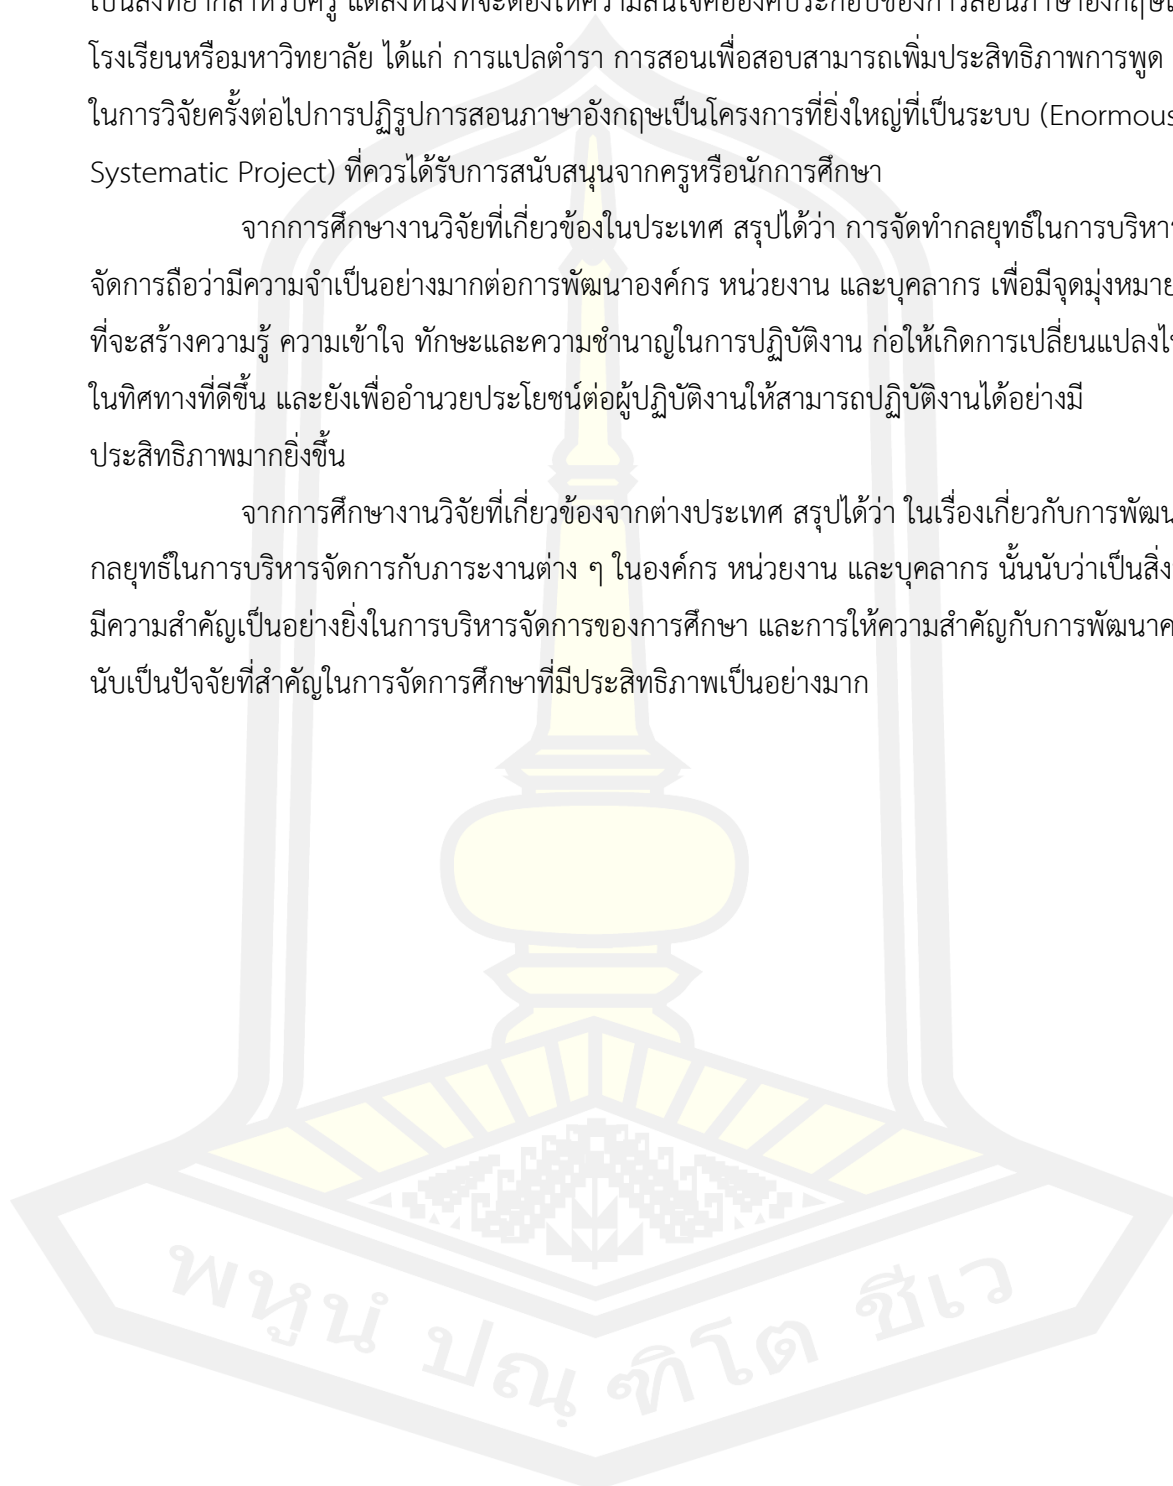 โรงเรียนหรือมหาวิทยาลัย ได้แก่ การแปลตำรา การสอนเพื่อสอบสามารถเพิ่มประสิทธิภาพการพูด
ในการวิจัยครั้งต่อไปการปฏิรูปการสอนภาษาอังกฤษเป็นโครงการที่ยิ่งใหญ่ที่เป็นระบบ (Enormous
Systematic Project) ที่ควรได้รับการสนับสนุนจากครูหรือนักการศึกษา
จากการศึกษางานวิจัยที่เกี่ยวข้องในประเทศ สรุปได้ว่า การจัดทำกลยุทธ์ในการบริหาร
จัดการถือว่ามีความจำเป็นอย่างมากต่อการพัฒนาองค์กร หน่วยงาน และบุคลากร เพื่อมีจุดมุ่งหมาย
ที่จะสร้างความรู้ ความเข้าใจ ทักษะและความชำนาญในการปฏิบัติงาน ก่อให้เกิดการเปลี่ยนแปลง
ในทิศทางที่ดีขึ้น และยังเพื่ออำนวยประโยชน์ต่อผู้ปฏิบัติงานให้สามารถปฏิบัติงานได้อย่างมี
ประสิทธิภาพมากยิ่งขึ้น
จากการศึกษางานวิจัยที่เกี่ยวข้องจากต่างประเทศ สรุปได้ว่า ในเรื่องเกี่ยวกับการพัฒน
กลยุทธ์ในการบริหารจัดการกับภาระงานต่าง ๆ ในองค์กร หน่วยงาน และบุคลากร นั้นนับว่าเป็นสิ่ง
มีความสำคัญเป็นอย่างยิ่งในการบริหารจัดการของการศึกษา และการให้ความสำคัญกับการพัฒนาค
นับเป็นปัจจัยที่สำคัญในการจัดการศึกษาที่มีประสิทธิภาพเป็นอย่างมาก
พหูนํ ปณฺฑิโต ชีเว